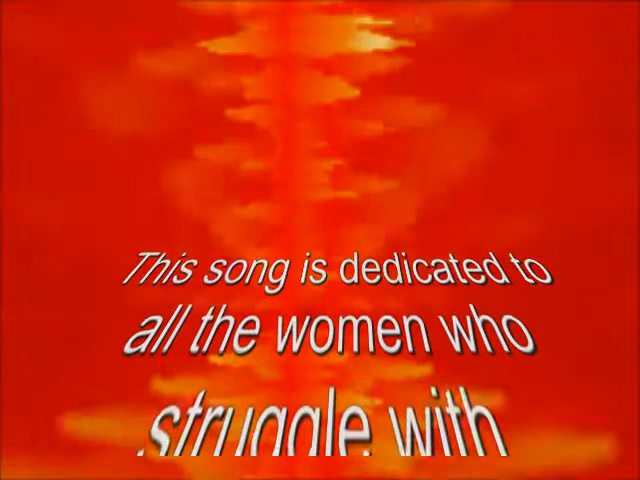 This song is dedicated to
all the women who
struggle with